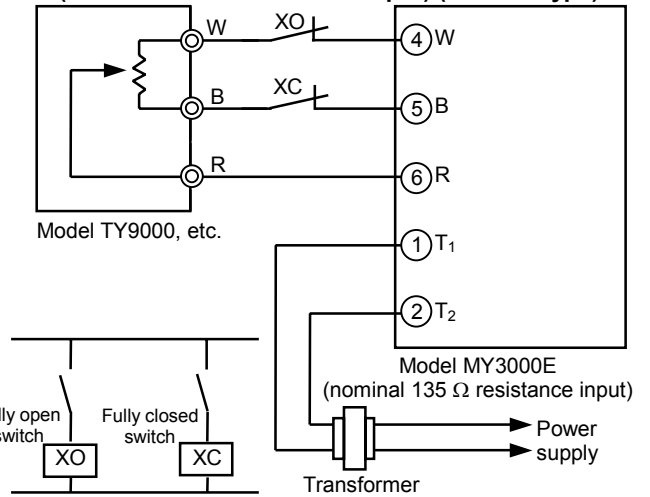 W
XO
4 W
B
XC
5 B
R
6 R
Model TY9000, etc.
1 T1
2 T2
Model MY3000E
(nominal 135 Ω resistance input)
open
Fully closed
switch
XO
XC
Power
supply
Transformer